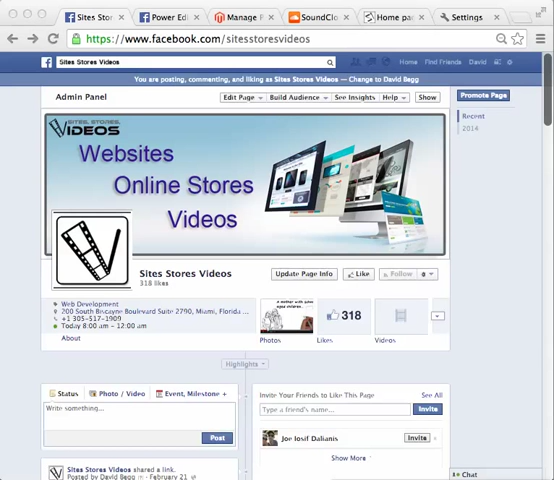 Sites Stor
Power Edi
Manage P
SoundClo
Home pa
Settings
https://www.facebook.com/sitesstoresvideos
Sites Stores Videos
Home Find Friends David
You are posting, commenting, and liking as Sites Stores Videos — Change to David Begg
Admin Panel
Edit Page Build Audience See Insights Help Show
Promote Page
Recent
2014
SITES, STORES,
VIDEOS
Websites
Online Stores
Videos
Sites Stores Videos
318 likes
Update Page Info Like Follow
Web Development
200 South Biscayne Boulevard Suite 2790, Miami, Florida ...
+1 305-517-1909
Today 8:00 am – 12:00 am
About
318
Photos Likes Videos
Highlights
Status Photo / Video Event, Milestone +
Write something...
Post
Invite Your Friends to Like This Page See All
Type a friend's name... Invite
Joe Iosif Dalianis Invite
Show More
Sites Stores Videos shared a link.
Posted by David Begg - February 21
Chat